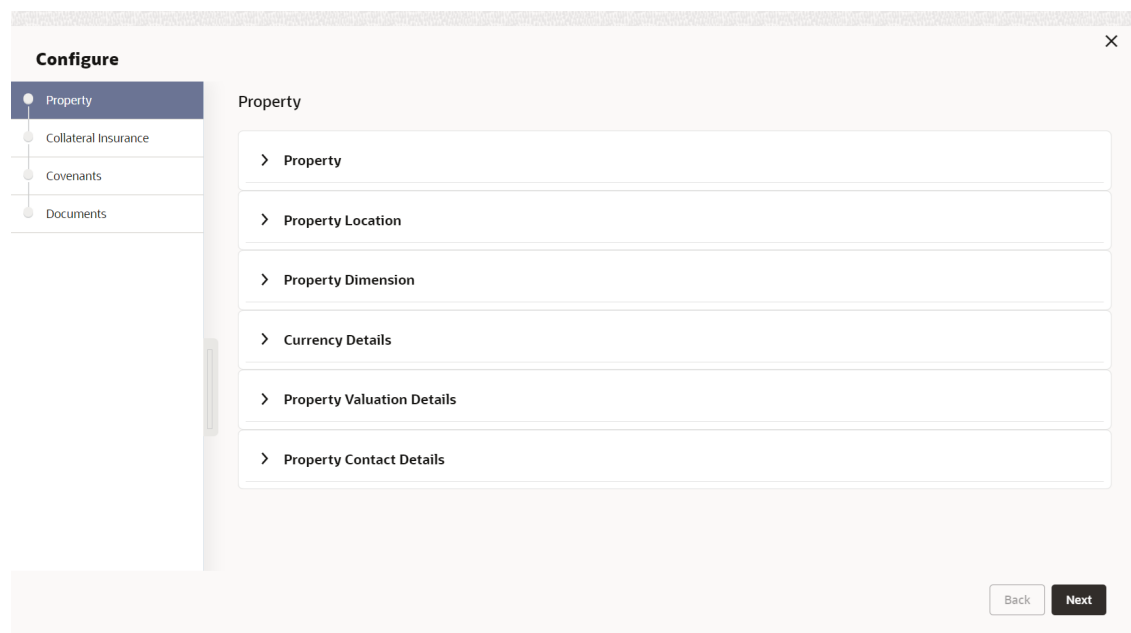 Configure
Property
Collateral Insurance
Covenants
Documents
Property
Property
Property Location
Property Dimension
Currency Details
Property Valuation Details
Property Contact Details
Back
Next